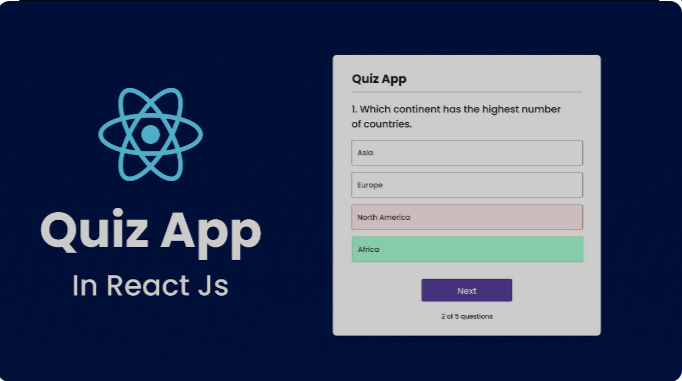 Quiz App
In React Js
Quiz App
1. Which continent has the highest number
of countries.
Asia
Europe
North America
Africa
Next
2 of 5 questions